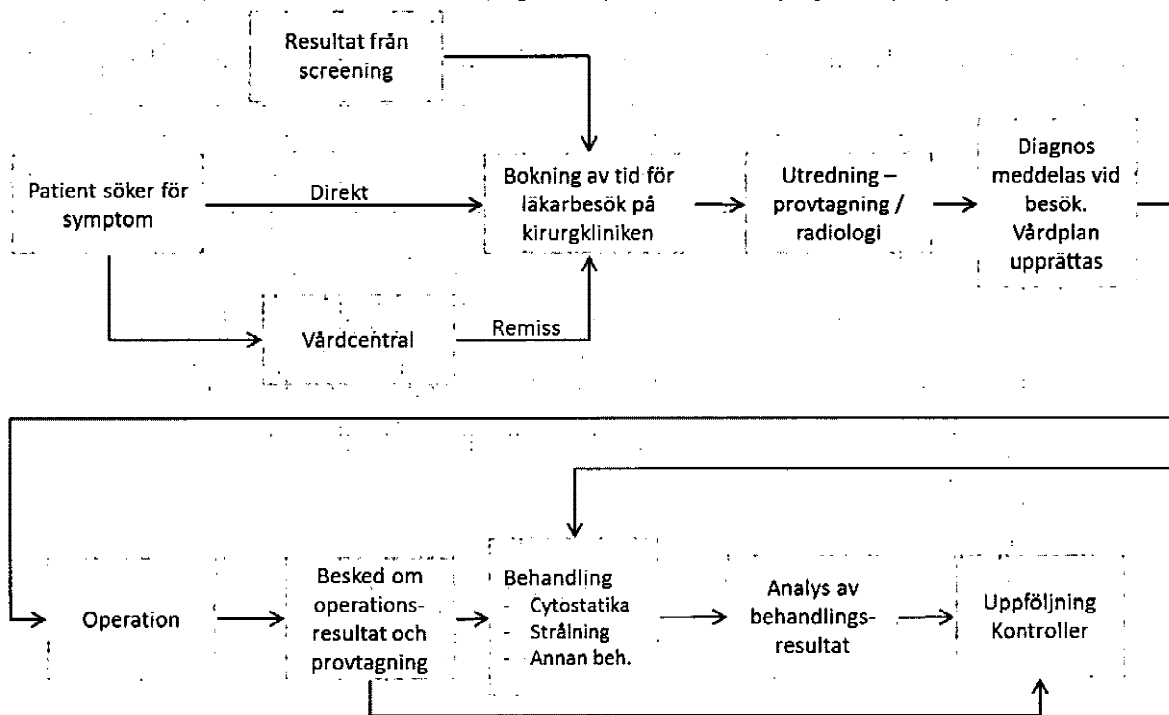 Resultat från
screening
Patient söker för
symptom
Direkt
Bokning av tid för
läkarbesök på
kirurgkliniken
Utredning –
provtagning /
radiologi
Diagnos
meddelas vid
besök.
Vårdplan
upprättas
Vårdcentral
Remiss
Operation
Besked om
operations-
resultat och
provtagning
Behandling
- Cytostatika
- Strålning
- Annan beh.
Analys av
behandlings-
resultat
Uppföljning
Kontroller